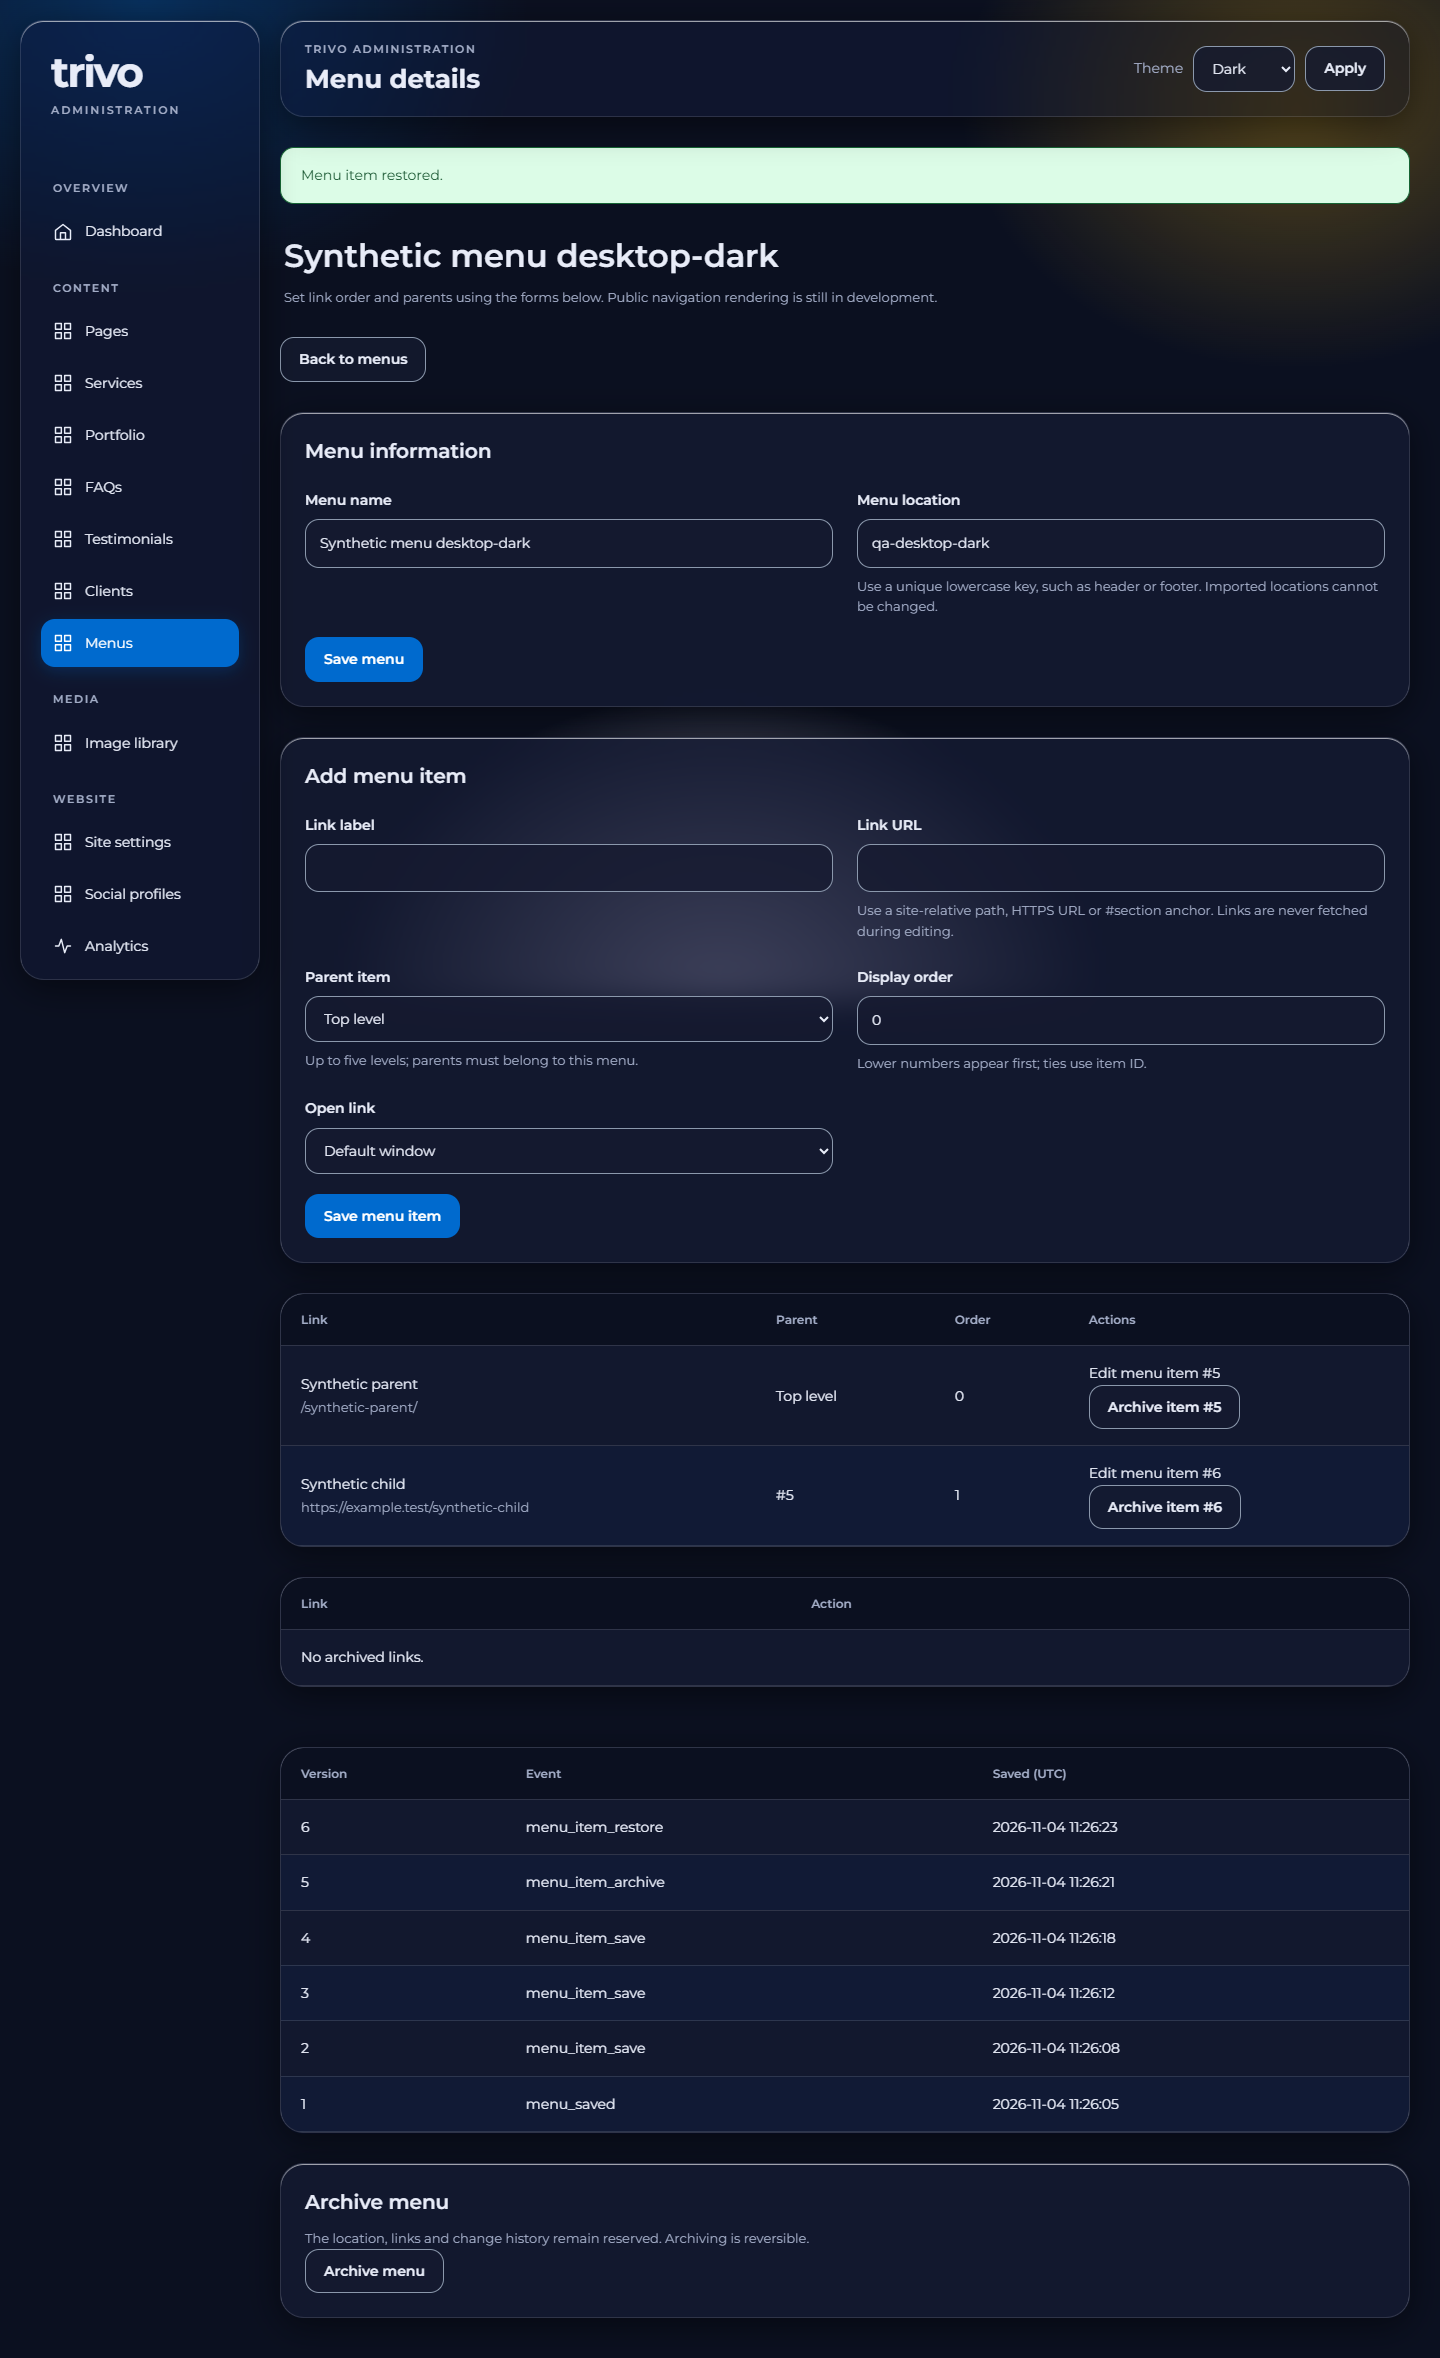 trivo
ADMINISTRATION
OVERVIEW
Dashboard
CONTENT
Pages
Services
Portfolio
FAQs
Testimonials
Clients
Menus
MEDIA
Image library
WEBSITE
Site settings
Social profiles
Analytics
TRIVO ADMINISTRATION
Menu details
Theme Dark Apply
Menu item restored.
Synthetic menu desktop-dark
Set link order and parents using the forms below. Public navigation rendering is still in development.
Back to menus
Menu information
Menu name
Synthetic menu desktop-dark
Menu location
qa-desktop-dark
Use a unique lowercase key, such as header or footer. Imported locations cannot
be changed.
Save menu
Add menu item
Link label
Link URL
Use a site-relative path, HTTPS URL or #section anchor. Links are never fetched
during editing.
Parent item
Top level
Up to five levels; parents must belong to this menu.
Display order
0
Lower numbers appear first; ties use item ID.
Open link
Default window
Save menu item
Link Parent Order Actions
Synthetic parent
/synthetic-parent/
Top level
0
Edit menu item #5
Archive item #5
Synthetic child
https://example.test/synthetic-child
#5
1
Edit menu item #6
Archive item #6
Link Action
No archived links.
Version Event Saved (UTC)
6 menu_item_restore 2026-11-04 11:26:23
5 menu_item_archive 2026-11-04 11:26:21
4 menu_item_save 2026-11-04 11:26:18
3 menu_item_save 2026-11-04 11:26:12
2 menu_item_save 2026-11-04 11:26:08
1 menu_saved 2026-11-04 11:26:05
Archive menu
The location, links and change history remain reserved. Archiving is reversible.
Archive menu